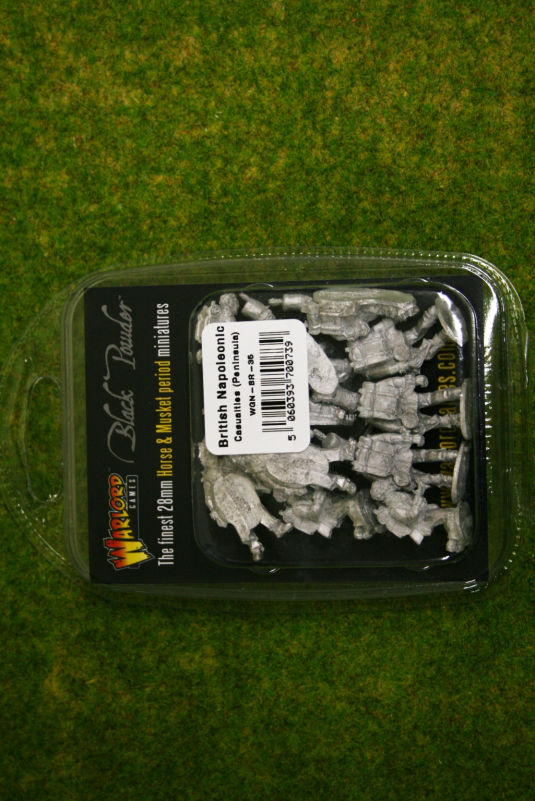 WARLORD
GAMES
Black Powder
The finest 28mm Horse & Musket period miniatures
British Napoleonic
Casualties (Peninsula)
WGN-BR-35
5 060393 700739